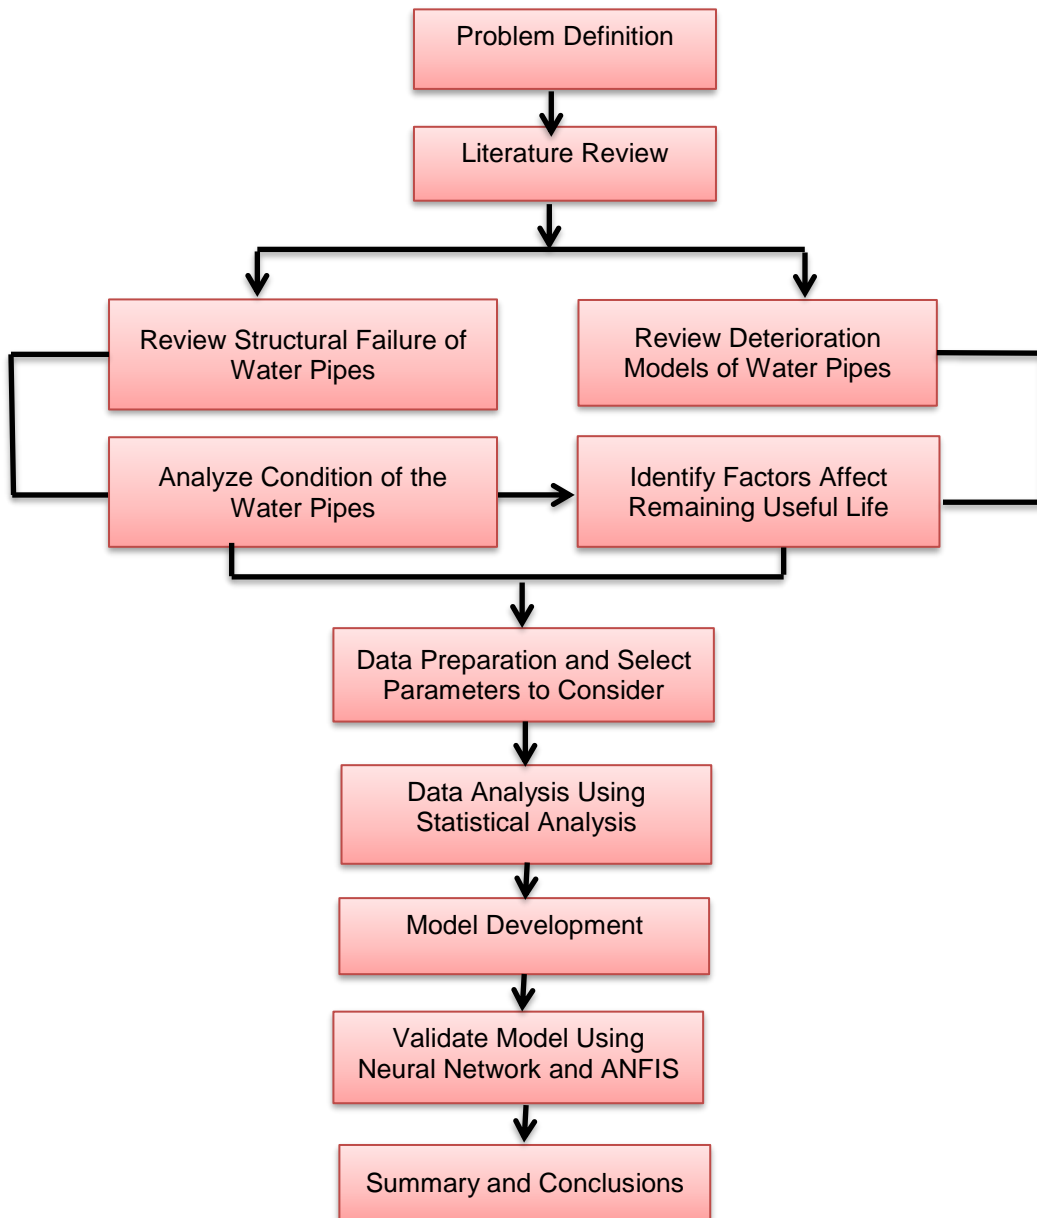 Problem Definition
Literature Review
Review Structural Failure of
Water Pipes
Review Deterioration
Models of Water Pipes
Analyze Condition of the
Water Pipes
Identify Factors Affect
Remaining Useful Life
Data Preparation and Select
Parameters to Consider
Data Analysis Using
Statistical Analysis
Model Development
Validate Model Using
Neural Network and ANFIS
Summary and Conclusions